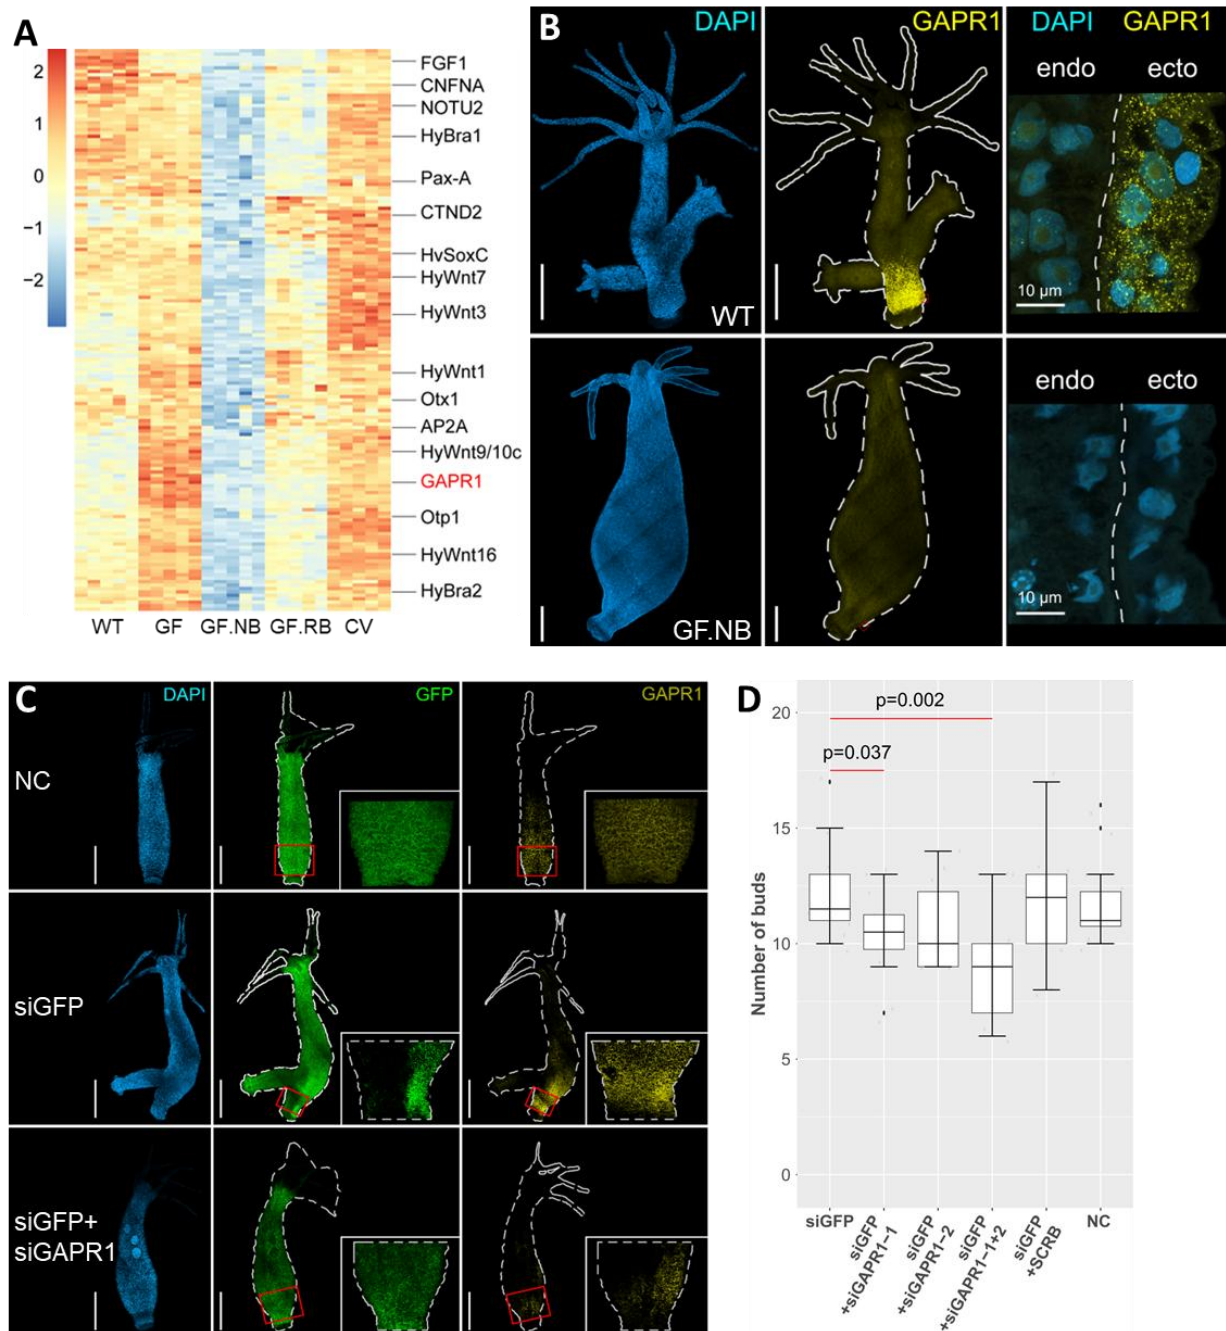 A
2
1
0
−1
−2
FGF1
CNFNA
NOTU2
HyBra1
Pax-A
CTND2
HvSoxC
HyWnt7
HyWnt3
HyWnt1
Otx1
AP2A
HyWnt9/10c
GAPR1
Otp1
HyWnt16
HyBra2
WT GF GF.NB GF.RB CV
B
DAPI GAPR1 DAPI GAPR1
endo ecto
10 µm
WT
endo ecto
10 µm
GF.NB
C
DAPI GFP GAPR1
NC
siGFP
siGFP+
siGAPR1
D
p=0.002
p=0.037
Number of buds
20
15
10
5
0
siGFP
siGFP
+siGAPR1−1
siGFP
+siGAPR1−2
siGFP
+siGAPR1−1+2
siGFP
+SCRB
NC